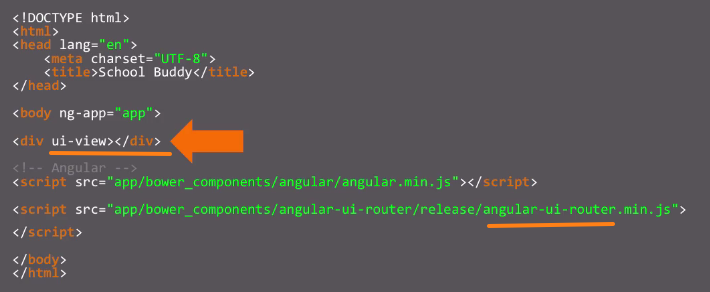 <!DOCTYPE html>
<html>
<head lang="en">
<meta charset="UTF-8">
<title>School Buddy</title>
</head>
<body ng-app="app">
<div ui-view></div>
<!-- Angular -->
<script src="app/bower_components/angular/angular.min.js"></script>
<script src="app/bower_components/angular-ui-router/release/angular-ui-router.min.js">
</script>
</body>
</html>